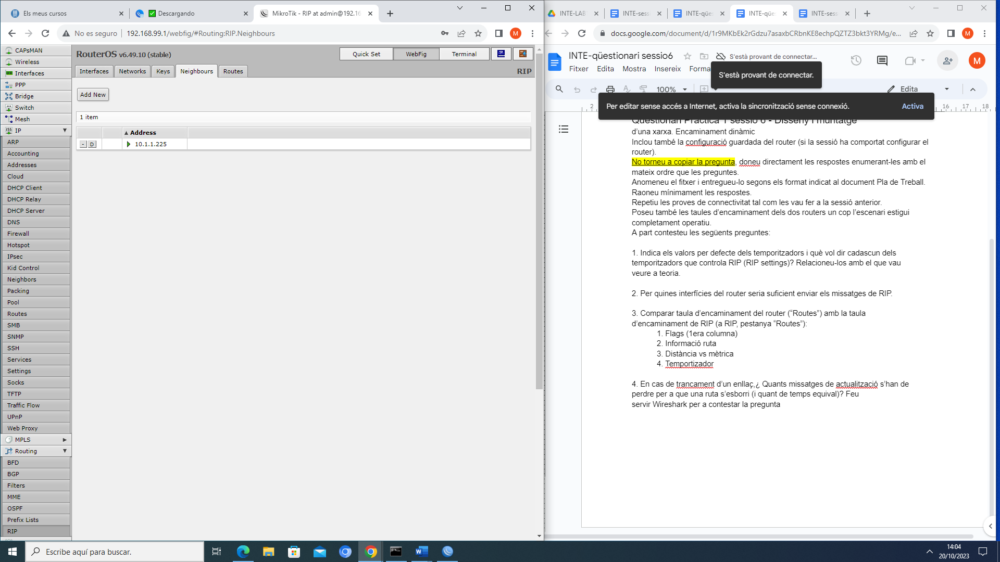 Els meus cursos
Descargando
MikroTik - RIP at admin@192.16
No es seguro
192.168.99.1/webfig/#Routing:RIP.Neighbours
M
CAPsMAN
Wireless
Interfaces
PPP
Bridge
Switch
Mesh
IP
ARP
Accounting
Addresses
Cloud
DHCP Client
DHCP Relay
DHCP Server
DNS
Firewall
Hotspot
IPsec
Kid Control
Neighbors
Packing
Pool
Routes
SMB
SNMP
SSH
Services
Settings
Socks
TFTP
Traffic Flow
UPnP
Web Proxy
MPLS
Routing
BFD
BGP
Filters
MME
OSPF
Prefix Lists
RIP
RouterOS v6.49.10 (stable)
Quick Set
WebFig
Terminal
Interfaces
Networks
Keys
Neighbours
Routes
RIP
Add New
1 item
Address
- D 10.1.1.225
INTE-LAB
INTE-sess
INTE-qües
INTE-qües
INTE-sess
docs.google.com/document/d/1r9MKbEk2rGdzu7asaxbCRbnKE8echpQZTZ3bkt3YRMg/e...
M
INTE-qüestionari sessio6
S'està provant de connectar...
M
Fitxer
Edita
Mostra
Insereix
Forma
S'està provant de connectar.
100%
Edita
Per editar sense accés a Internet, activa la sincronització sense connexió.
Activa
2
16
17
18
Qüestionari Pràctica 1 sessió 6 - Disseny i muntatge
d’una xarxa. Encaminament dinàmic
Inclou també la configuració guardada del router (si la sessió ha comportat configurar el
router).
No torneu a copiar la pregunta, doneu directament les respostes enumerant-les amb el
mateix ordre que les preguntes.
Anomeneu el fitxer i entregueu-lo segons els format indicat al document Pla de Treball.
Raoneu mínimament les respostes.
Repetiu les proves de connectivitat tal com les vau fer a la sessió anterior.
Poseu també les taules d’encaminament dels dos routers un cop l’escenari estigui
completament operatiu.
A part contesteu les següents preguntes:
1. Indica els valors per defecte dels temporitzadors i què vol dir cadascun dels
temporitzadors que controla RIP (RIP settings)? Relacioneu-los amb el que vau
veure a teoria.
2. Per quines interfícies del router seria suficient enviar els missatges de RIP.
3. Comparar taula d’encaminament del router (“Routes”) amb la taula
d’encaminament de RIP (a RIP, pestanya “Routes”):
1. Flags (1era columna)
2. Informació ruta
3. Distància vs mètrica
4. Temportizador
4. En cas de trancament d’un enllaç,¿ Quants missatges de actualització s’han de
perdre per a que una ruta s’esborri (i quant de temps equival)? Feu
servir Wireshark per a contestar la pregunta
Escribe aquí para buscar.
14:04
20/10/2023